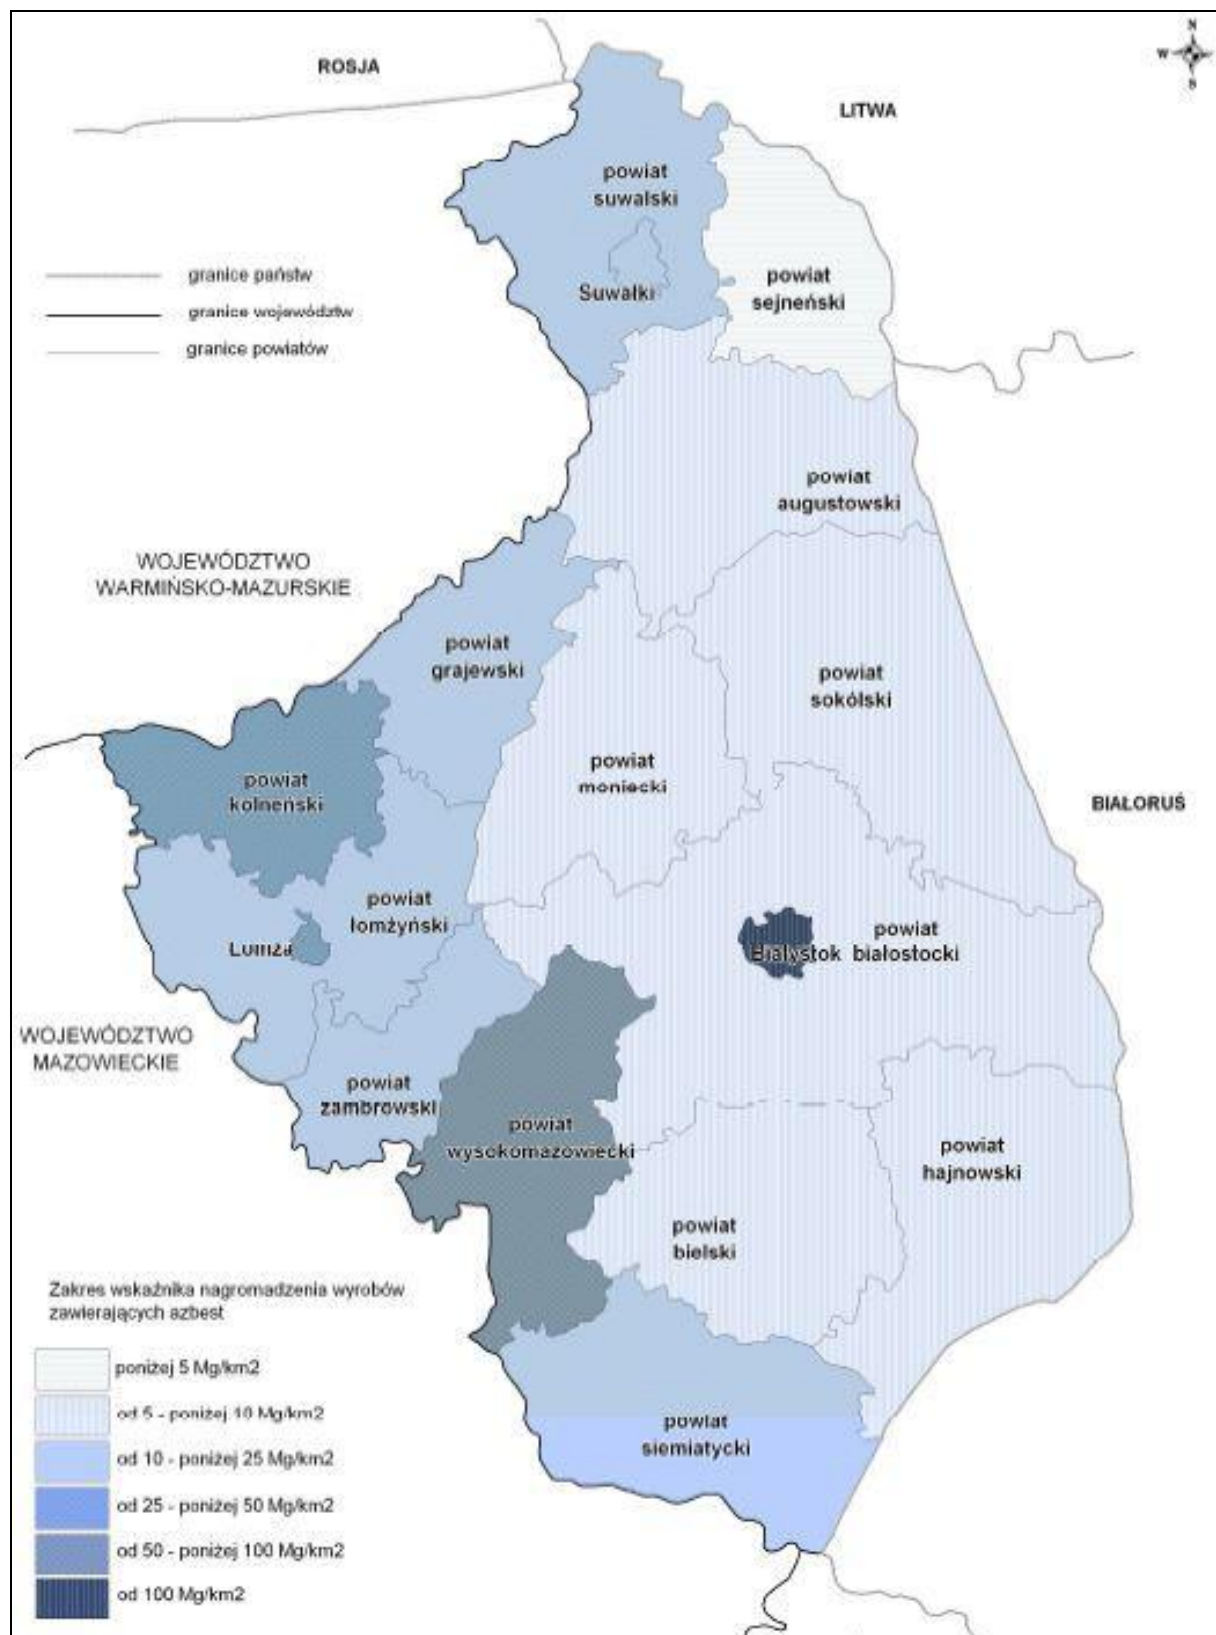 N
W
S
ROSJA
LITWA
powiat
suwalski
Suwałki
powiat
sejneński
granice państw
granice województw
granice powiatów
powiat
augustowski
WOJEWÓDZTWO
WARMIŃSKO-MAZURSKIE
powiat
grajewski
powiat
sokólski
powiat
moniecki
powiat
kolneński
BIAŁORUŚ
powiat
łomżyński
Łomża
powiat
białostocki
Białystok
WOJEWÓDZTWO
MAZOWIECKIE
powiat
zambrowski
powiat
wysokomazowiecki
powiat
hajnowski
powiat
bielski
Zakres wskaźnika nagromadzenia wyrobów
zawierających azbest
poniżej 5 Mg/km2
od 5 - poniżej 10 Mg/km2
od 10 - poniżej 25 Mg/km2
od 25 - poniżej 50 Mg/km2
od 50 - poniżej 100 Mg/km2
od 100 Mg/km2
powiat
siemiatycki